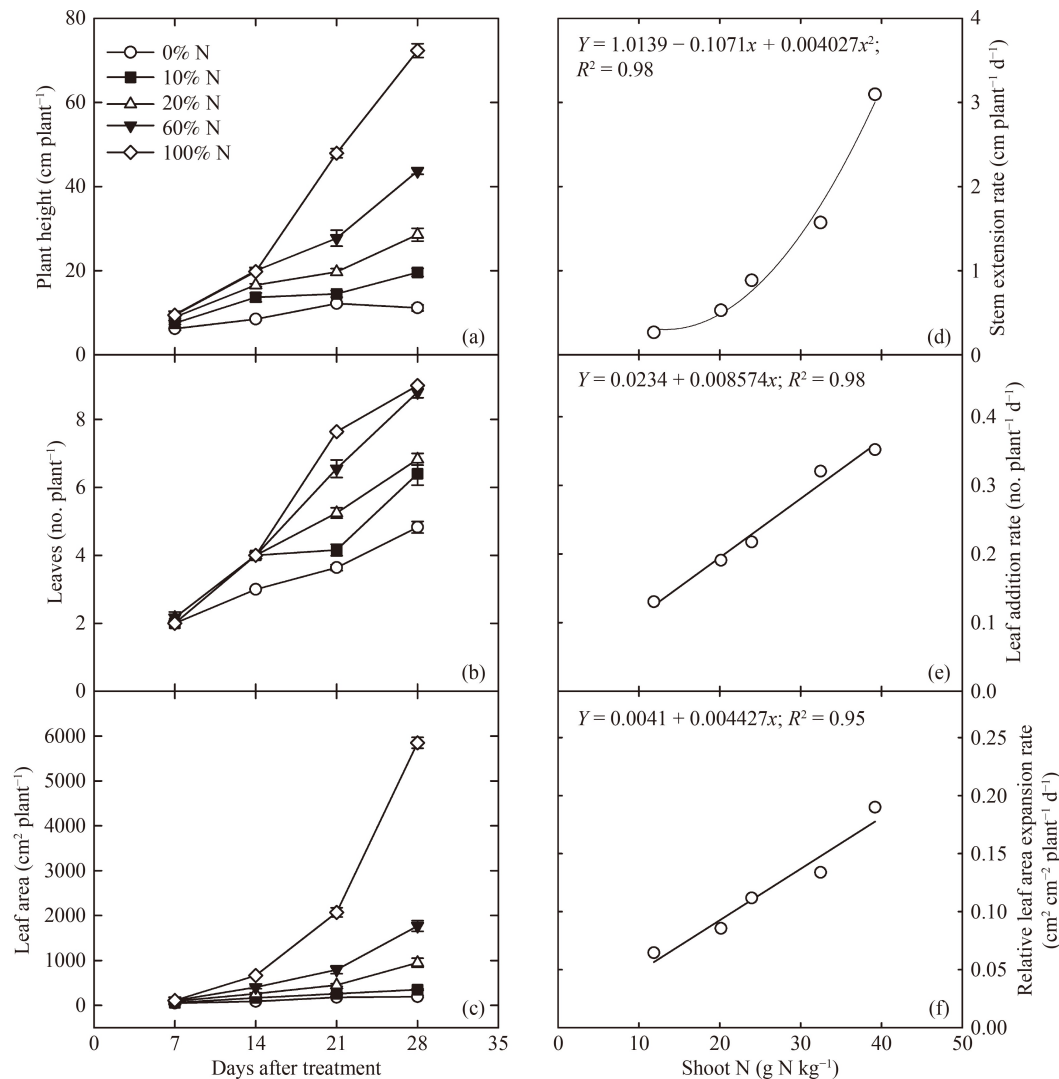 80
60
40
20
0
Plant height (cm plant⁻¹)
0% N
10% N
20% N
60% N
100% N
(a)
Y = 1.0139 − 0.1071x + 0.004027x²;
R² = 0.98
4
3
2
1
0
Stem extension rate (cm plant⁻¹ d⁻¹)
(d)
8
6
4
2
0
Leaves (no. plant⁻¹)
(b)
Y = 0.0234 + 0.008574x; R² = 0.98
0.4
0.3
0.2
0.1
0.0
Leaf addition rate (no. plant⁻¹ d⁻¹)
(e)
6000
5000
4000
3000
2000
1000
0
Leaf area (cm² plant⁻¹)
(c)
0
7
14
21
28
35
Days after treatment
Y = 0.0041 + 0.004427x; R² = 0.95
0.25
0.20
0.15
0.10
0.05
0.00
Relative leaf area expansion rate
(cm² cm⁻² plant⁻¹ d⁻¹)
(f)
0
10
20
30
40
50
Shoot N (g N kg⁻¹)